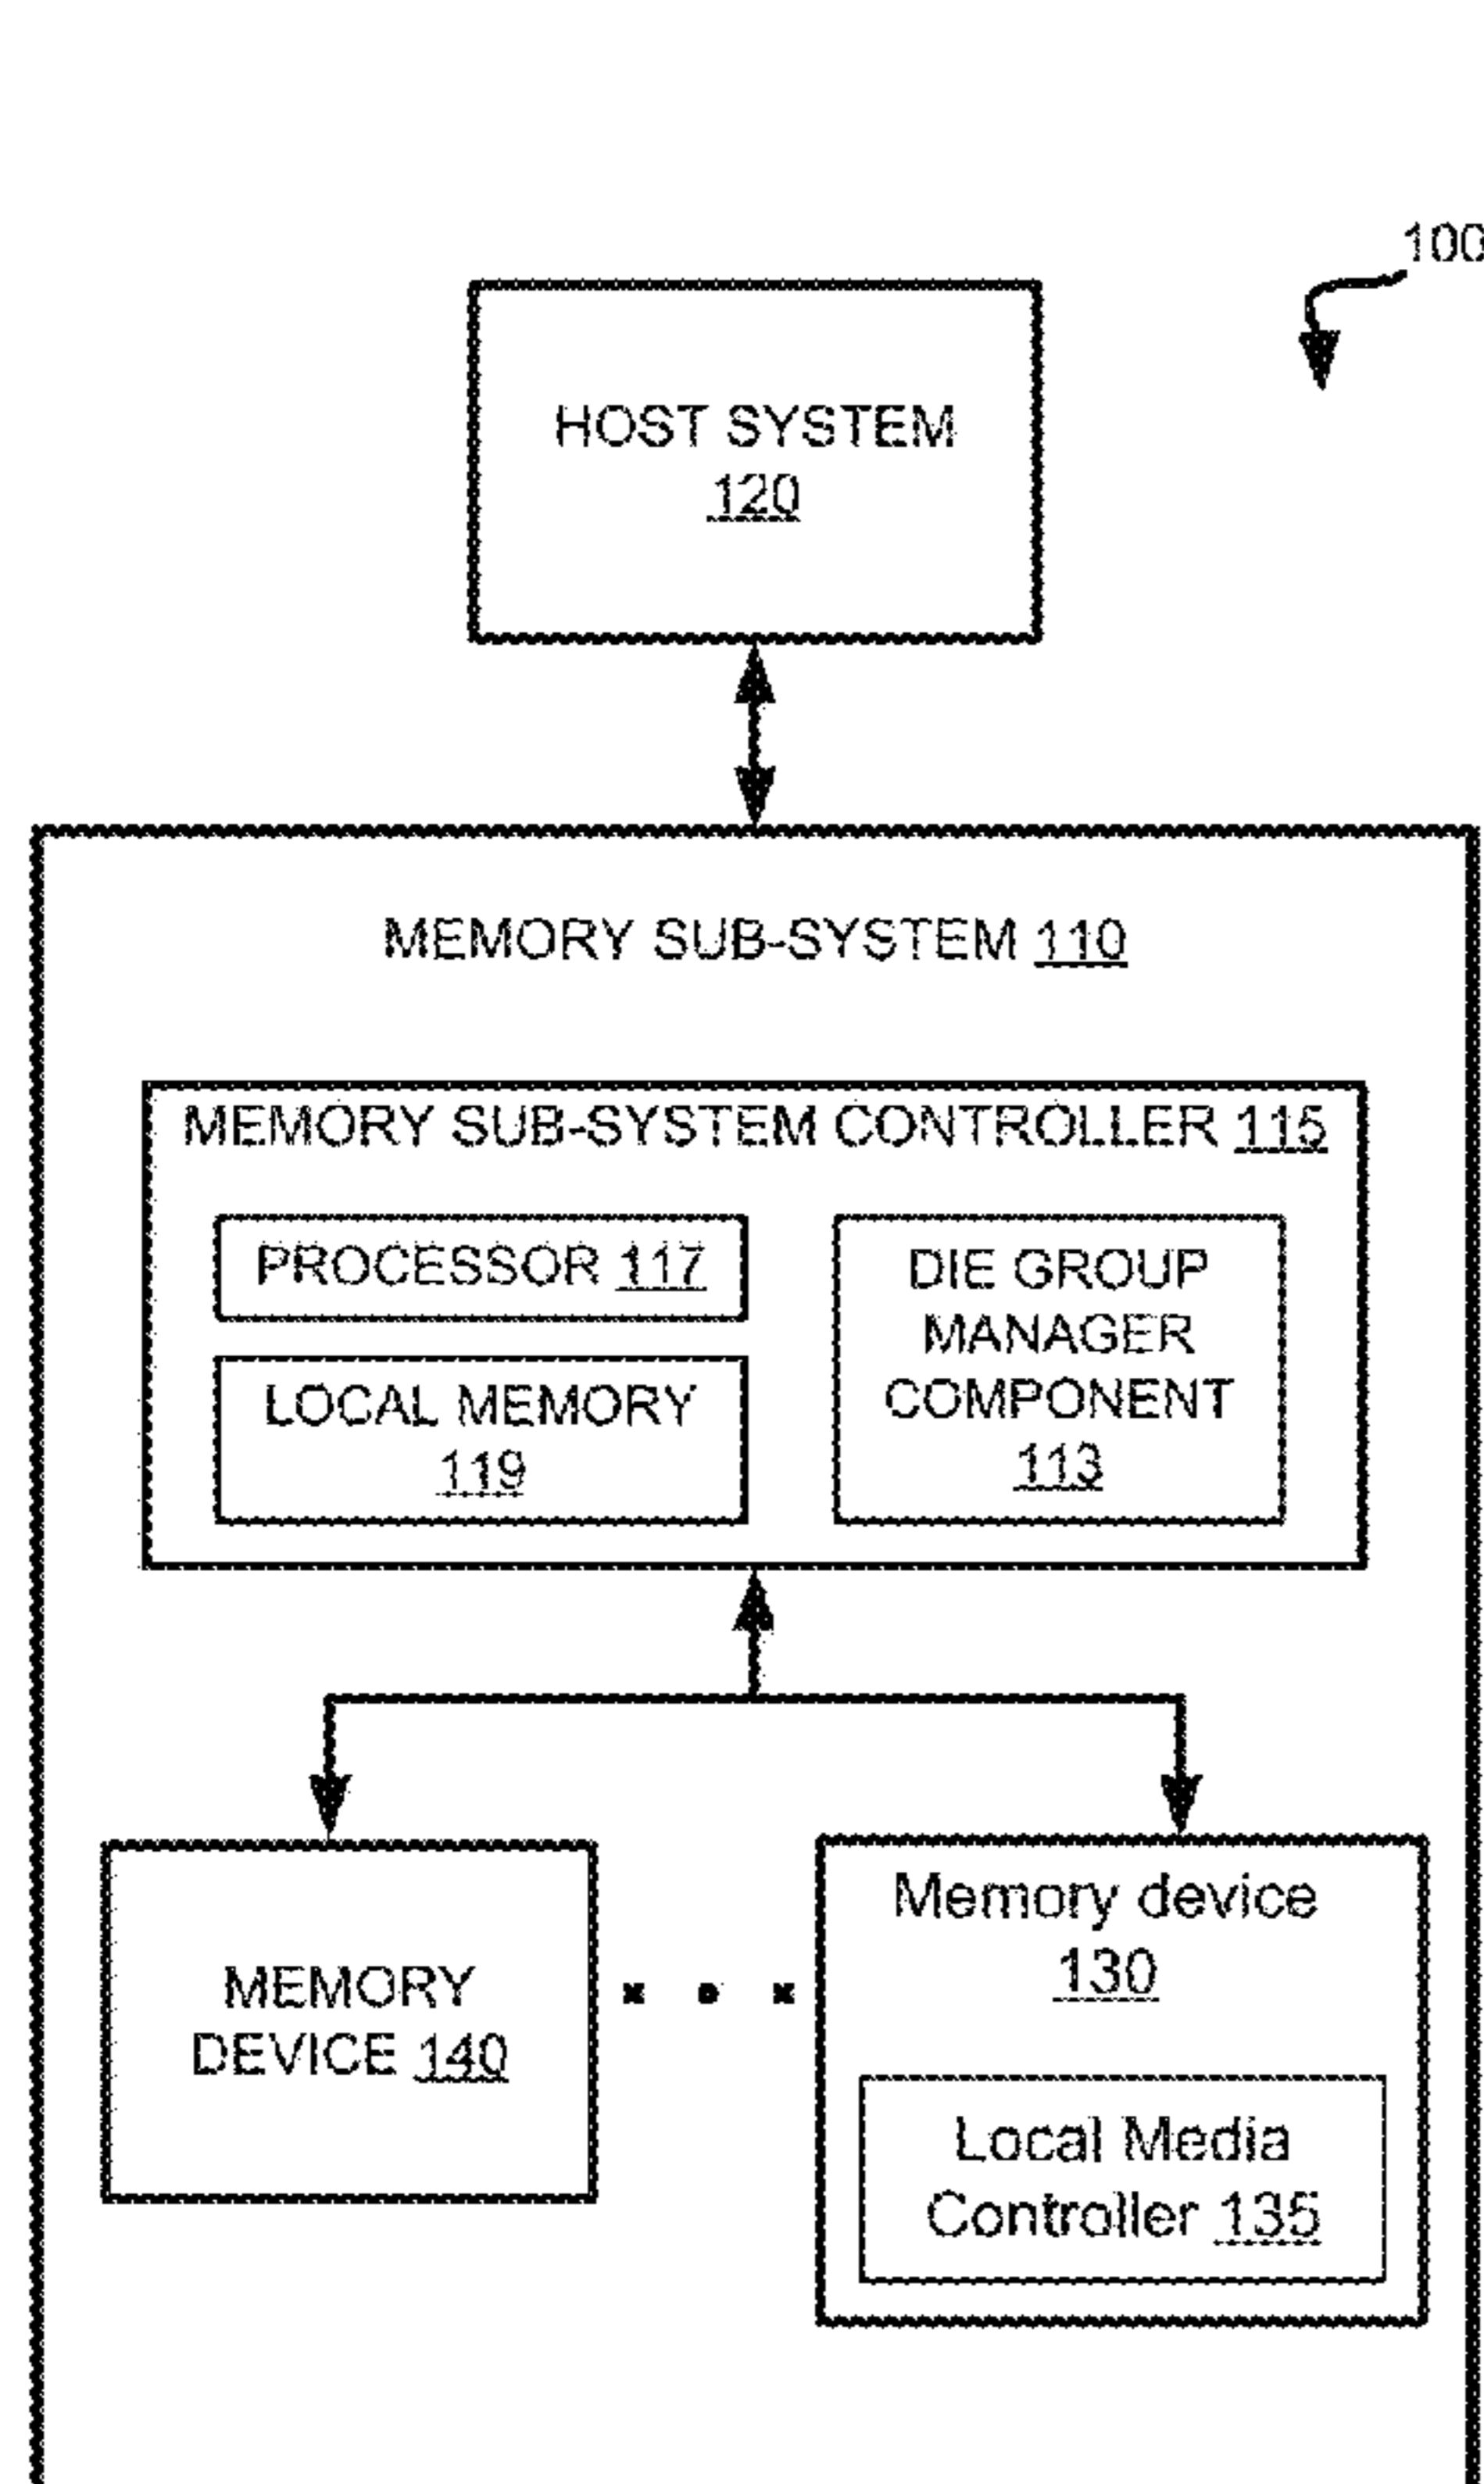 100
HOST SYSTEM
120
MEMORY SUB-SYSTEM 110
MEMORY SUB-SYSTEM CONTROLLER 115
PROCESSOR 117
LOCAL MEMORY
119
DIE GROUP
MANAGER
COMPONENT
113
MEMORY
DEVICE 140
Memory device
130
Local Media
Controller 135